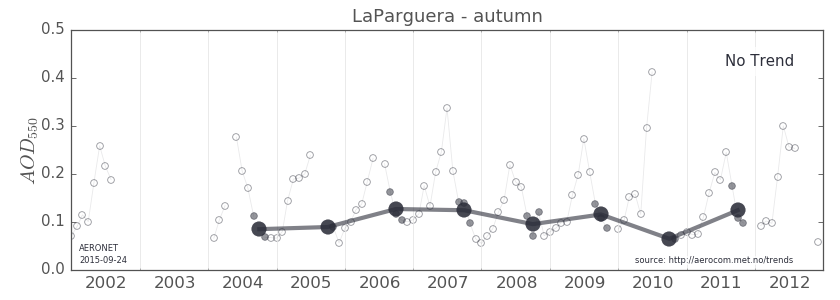 LaParguera - autumn
0.5
No Trend
0.4
0.3
AOD550
0.2
0.1
AERONET
2015-09-24
source: http://aerocom.met.no/trends
0.0
2002 2003 2004 2005 2006 2007 2008 2009 2010 2011 2012